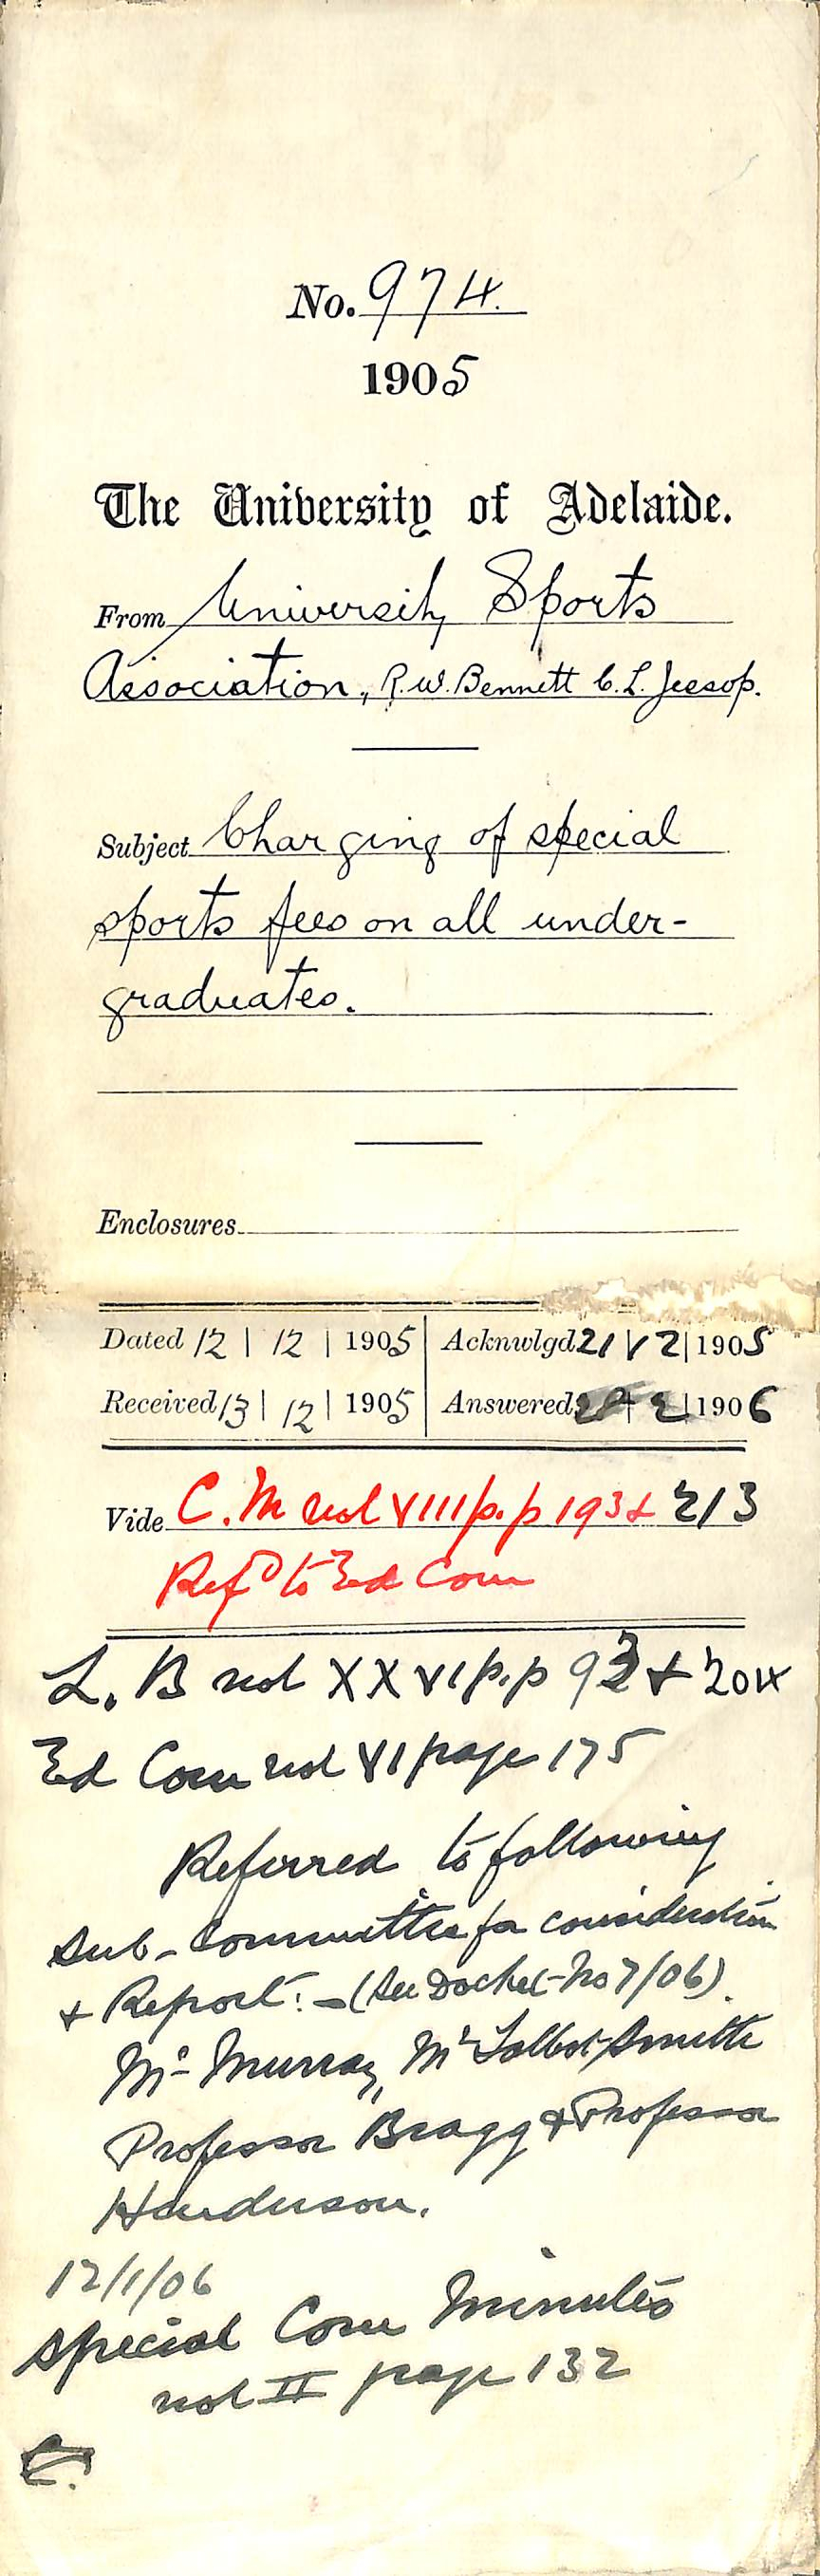 No. 974.
1905
The University of Adelaide.
From University Sports
Association, R.W. Bennett C. L. Jessop.
Subject Charging of special
sports fees on all under-
graduates.
Enclosures
Dated 12 | 12 | 1905 Acknwlgd 21 | 12 | 1905
Received 13 | 12 | 1905 Answered 2 | 1906
Vide C. M vol VIII p.p 193 & 213
Refd to Ed Com
L. B vol XXVI p.p 92 & 204
Ed Com vol VI page 175
Referred to following
Sub-Committee for consideration
& Report:-(See Docket No 7/06)
Mr Murray, Mr Talbot Smith
Professor Bragg & Professor
Henderson.
12/1/06
Special Com Minutes
vol II page 132